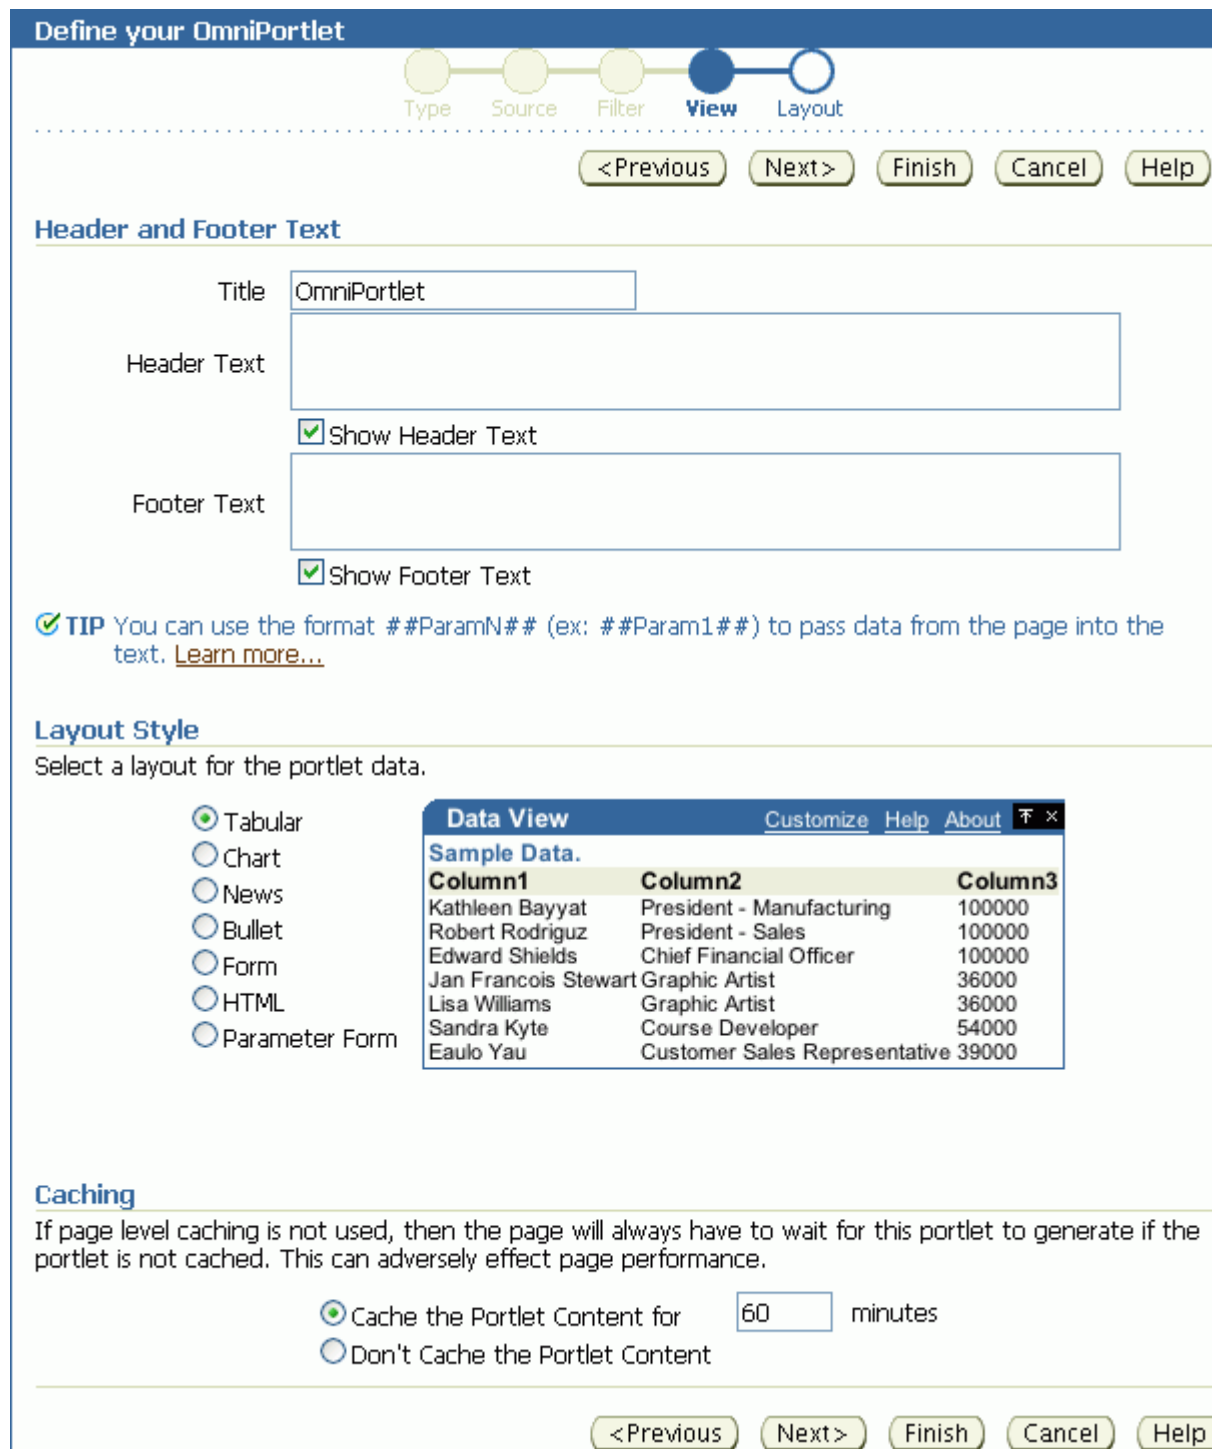 Define your OmniPortlet
Type Source Filter View Layout
<Previous Next> Finish Cancel Help
Header and Footer Text
Title OmniPortlet
Header Text
Show Header Text
Footer Text
Show Footer Text
TIP You can use the format ##ParamN## (ex: ##Param1##) to pass data from the page into the
text. Learn more...
Layout Style
Select a layout for the portlet data.
Tabular
Chart
News
Bullet
Form
HTML
Parameter Form
Data View Customize Help About
Sample Data.
Column1 Column2 Column3
Kathleen Bayyat President - Manufacturing 100000
Robert Rodriguz President - Sales 100000
Edward Shields Chief Financial Officer 100000
Jan Francois Stewart Graphic Artist 36000
Lisa Williams Graphic Artist 36000
Sandra Kyte Course Developer 54000
Eaulo Yau Customer Sales Representative 39000
Caching
If page level caching is not used, then the page will always have to wait for this portlet to generate if the
portlet is not cached. This can adversely effect page performance.
Cache the Portlet Content for 60 minutes
Don't Cache the Portlet Content
<Previous Next> Finish Cancel Help